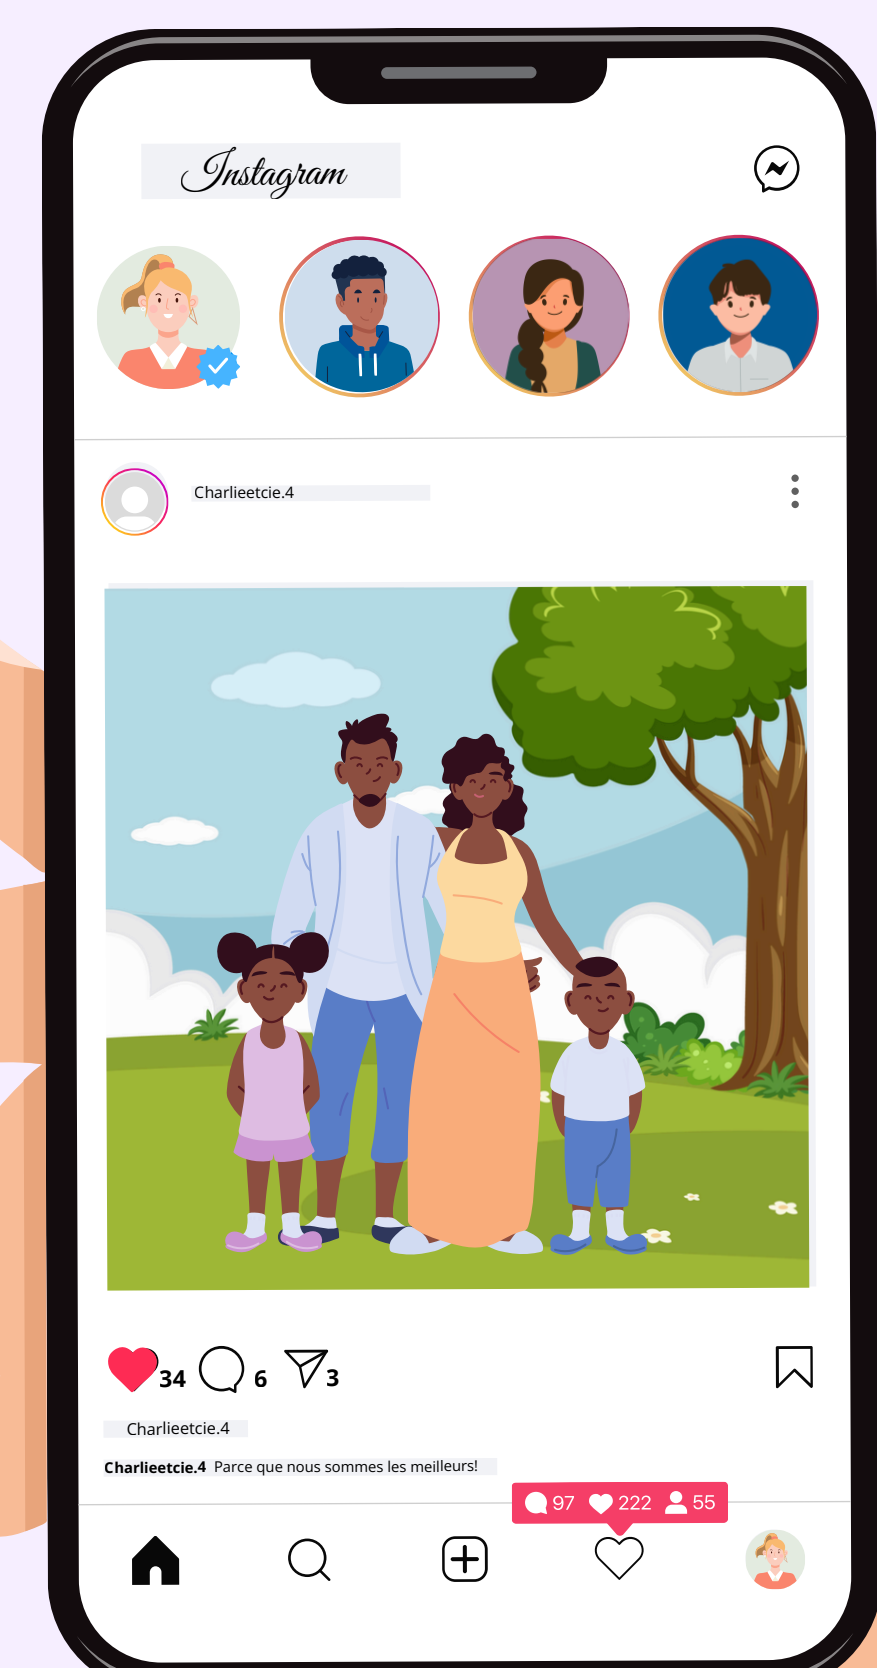 Instagram
Charlieetcie.4
34 6 3
Charlieetcie.4
Charlieetcie.4 Parce que nous sommes les meilleurs!
97 222 55